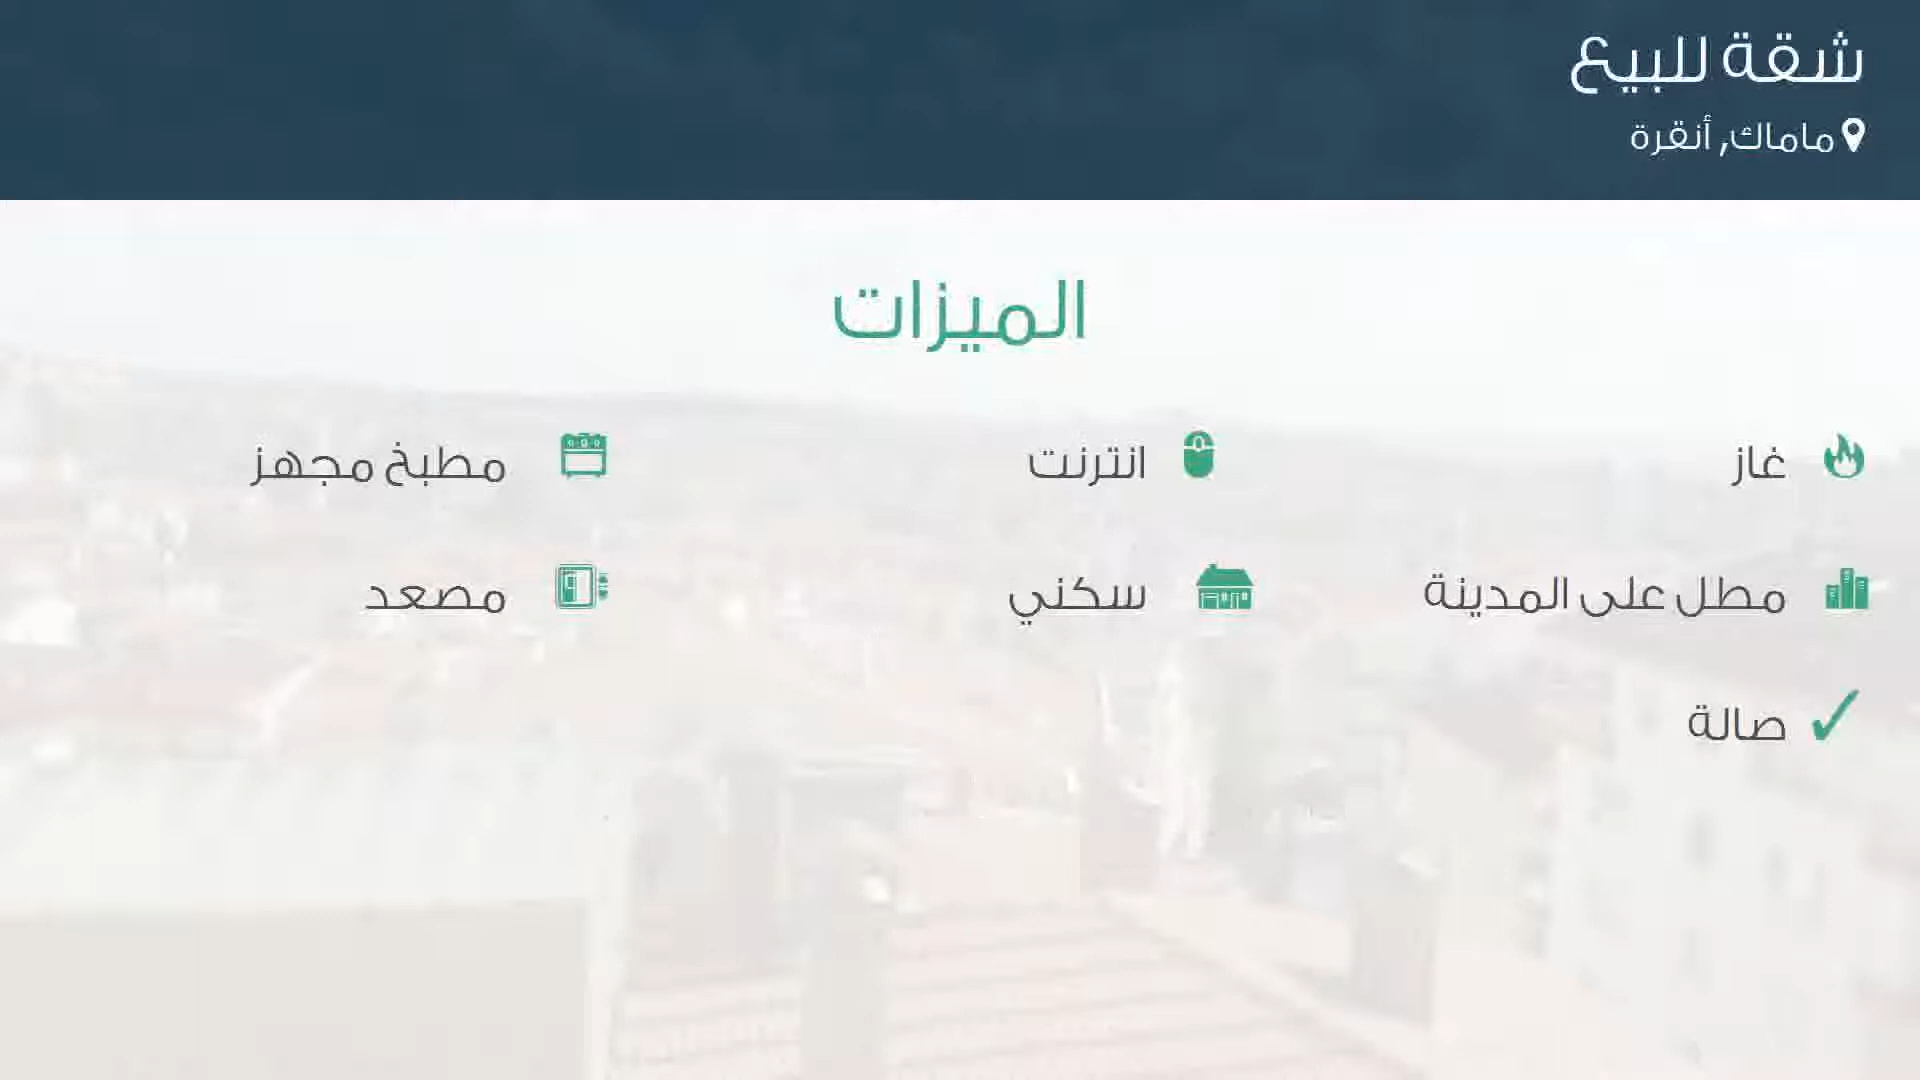 شقة للبيع
ماماك, أنقرة
الميزات
غاز
انترنت
مطبخ مجهز
مطل على المدينة
سكني
مصعد
صالة